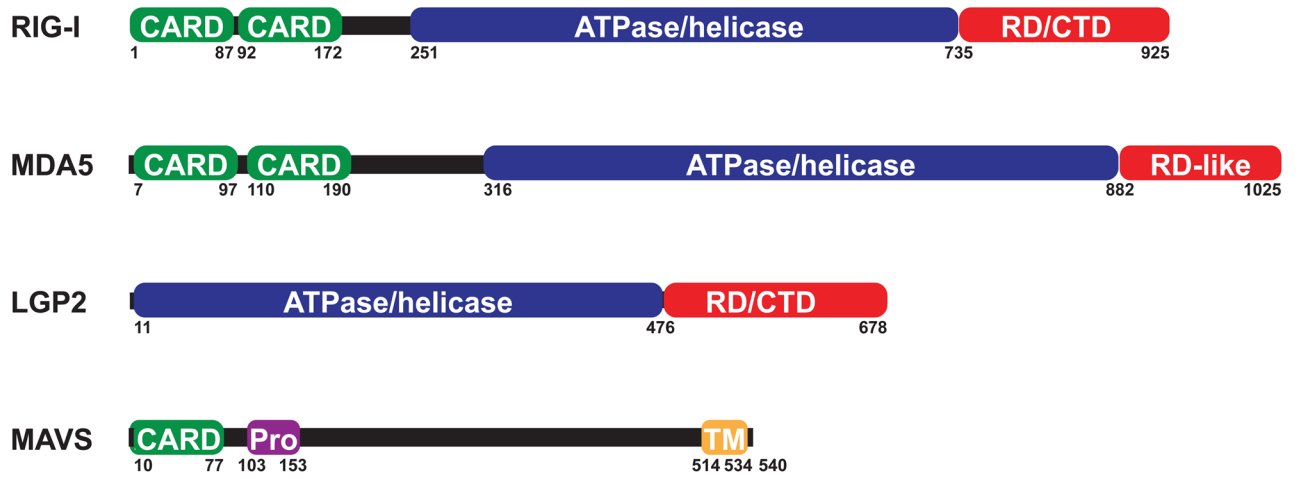 RIG-I CARD CARD ATPase/helicase RD/CTD
1 87 92 172 251 735 925
MDA5 CARD CARD ATPase/helicase RD-like
7 97 110 190 316 882 1025
LGP2 ATPase/helicase RD/CTD
11 476 678
MAVS CARD Pro TM
10 77 103 153 514 534 540